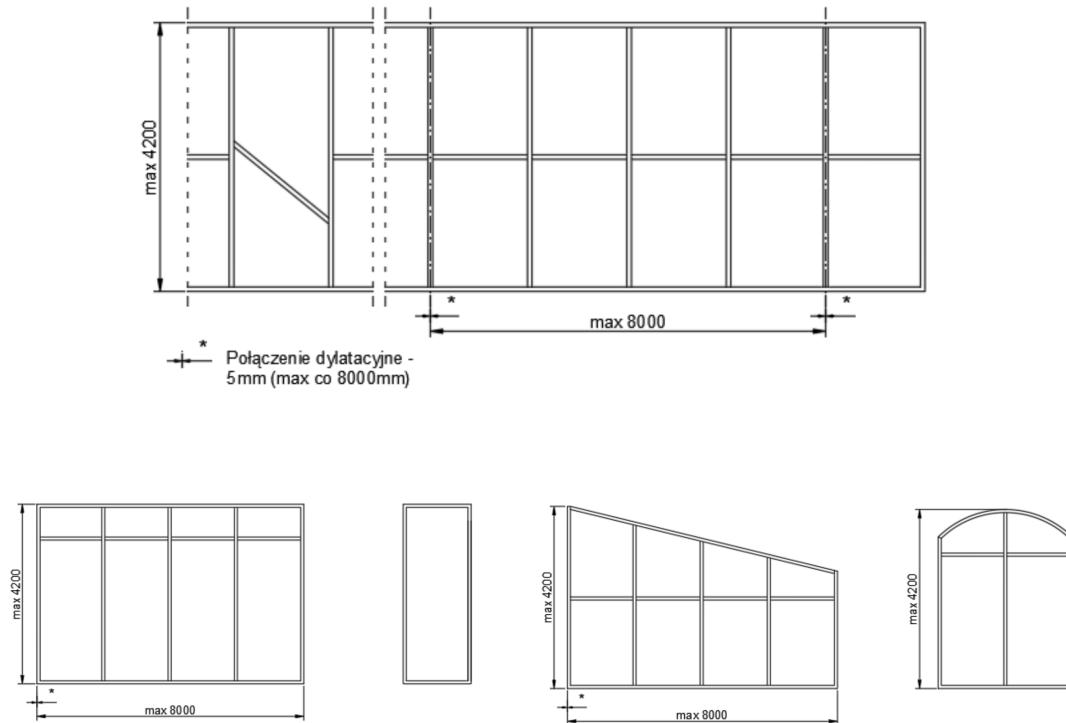 max 4200
*
*
max 8000
*
Połączenie dylatacyjne -
5mm (max co 8000mm)
max 4200
*
max 8000
max 4200
*
max 8000
max 4200